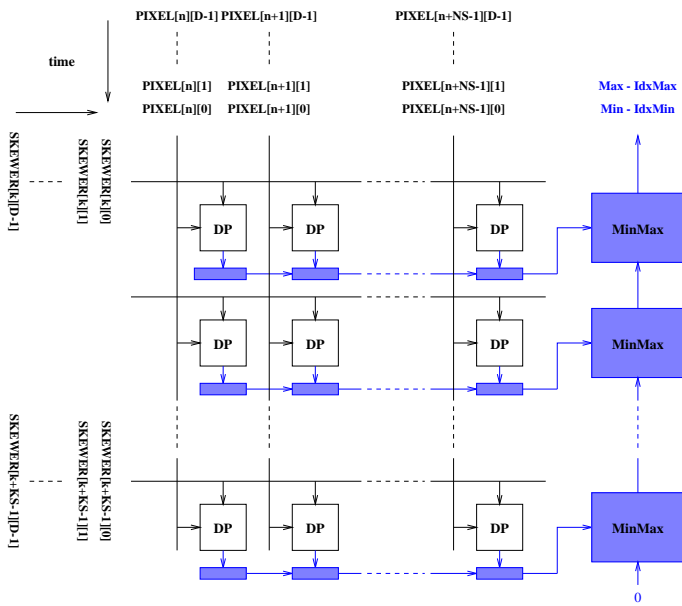 PIXEL[n][D-1] PIXEL[n+1][D-1] PIXEL[n+NS-1][D-1]
time
PIXEL[n][1] PIXEL[n+1][1] PIXEL[n+NS-1][1] Max - IdxMax
PIXEL[n][0] PIXEL[n+1][0] PIXEL[n+NS-1][0] Min - IdxMin
SKEWER[k][D-1] SKEWER[k][1] SKEWER[k][0]
DP DP DP MinMax
DP DP DP MinMax
SKEWER[k+KS-1][D-1] SKEWER[k+KS-1][1] SKEWER[k+KS-1][0]
DP DP DP MinMax
0